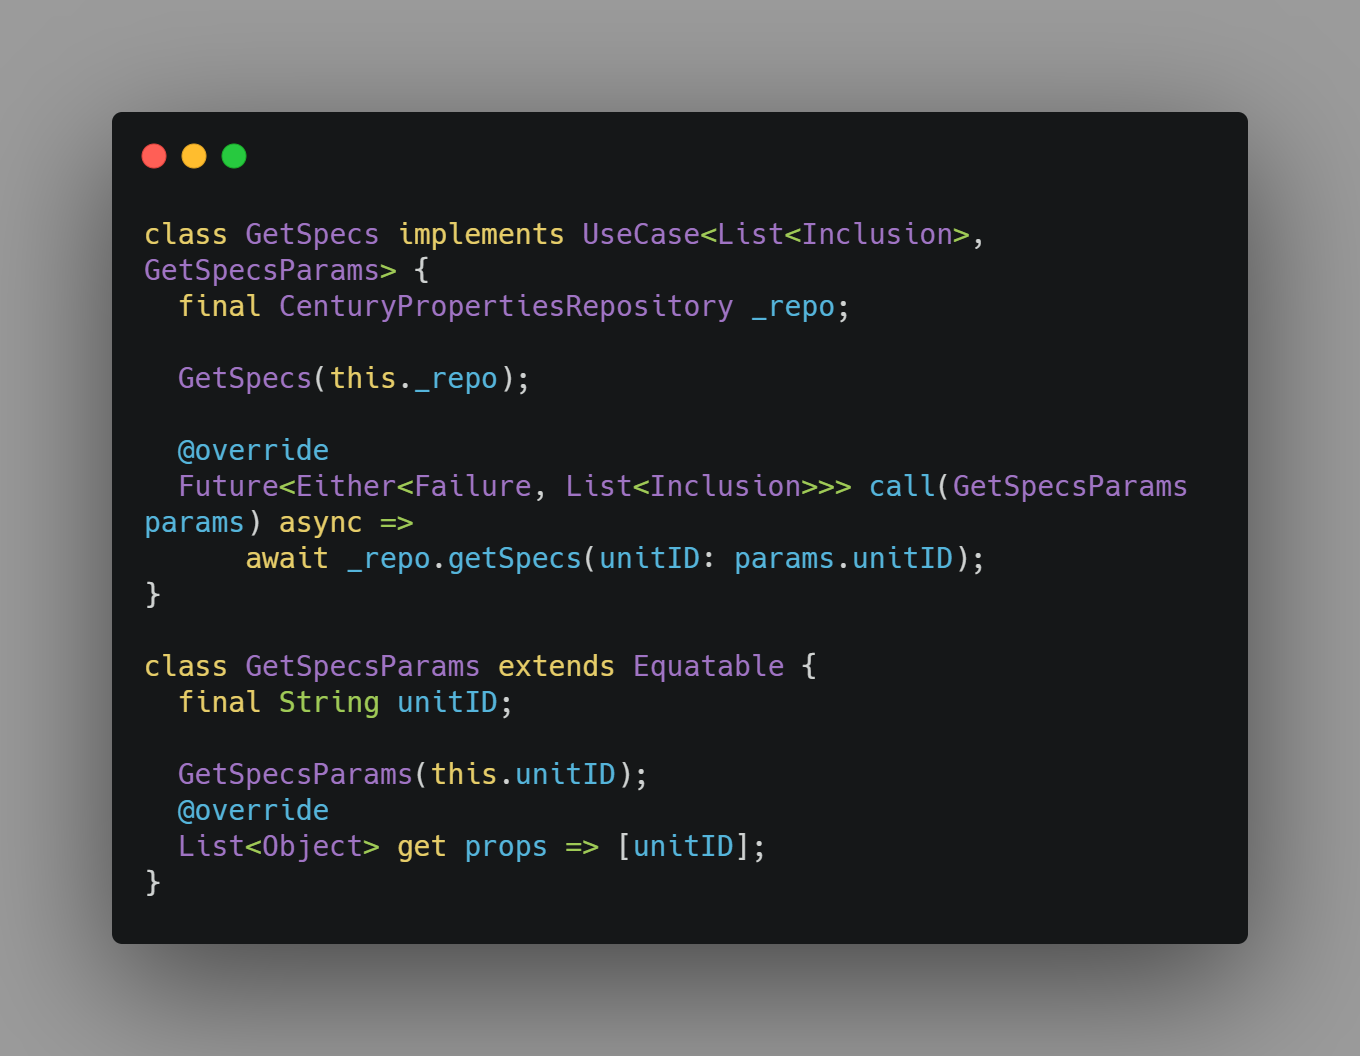 class GetSpecs implements UseCase<List<Inclusion>,
GetSpecsParams> {
  final CenturyPropertiesRepository _repo;

  GetSpecs(this._repo);

  @override
  Future<Either<Failure, List<Inclusion>>> call(GetSpecsParams
params) async =>
      await _repo.getSpecs(unitID: params.unitID);
}

class GetSpecsParams extends Equatable {
  final String unitID;

  GetSpecsParams(this.unitID);
  @override
  List<Object> get props => [unitID];
}